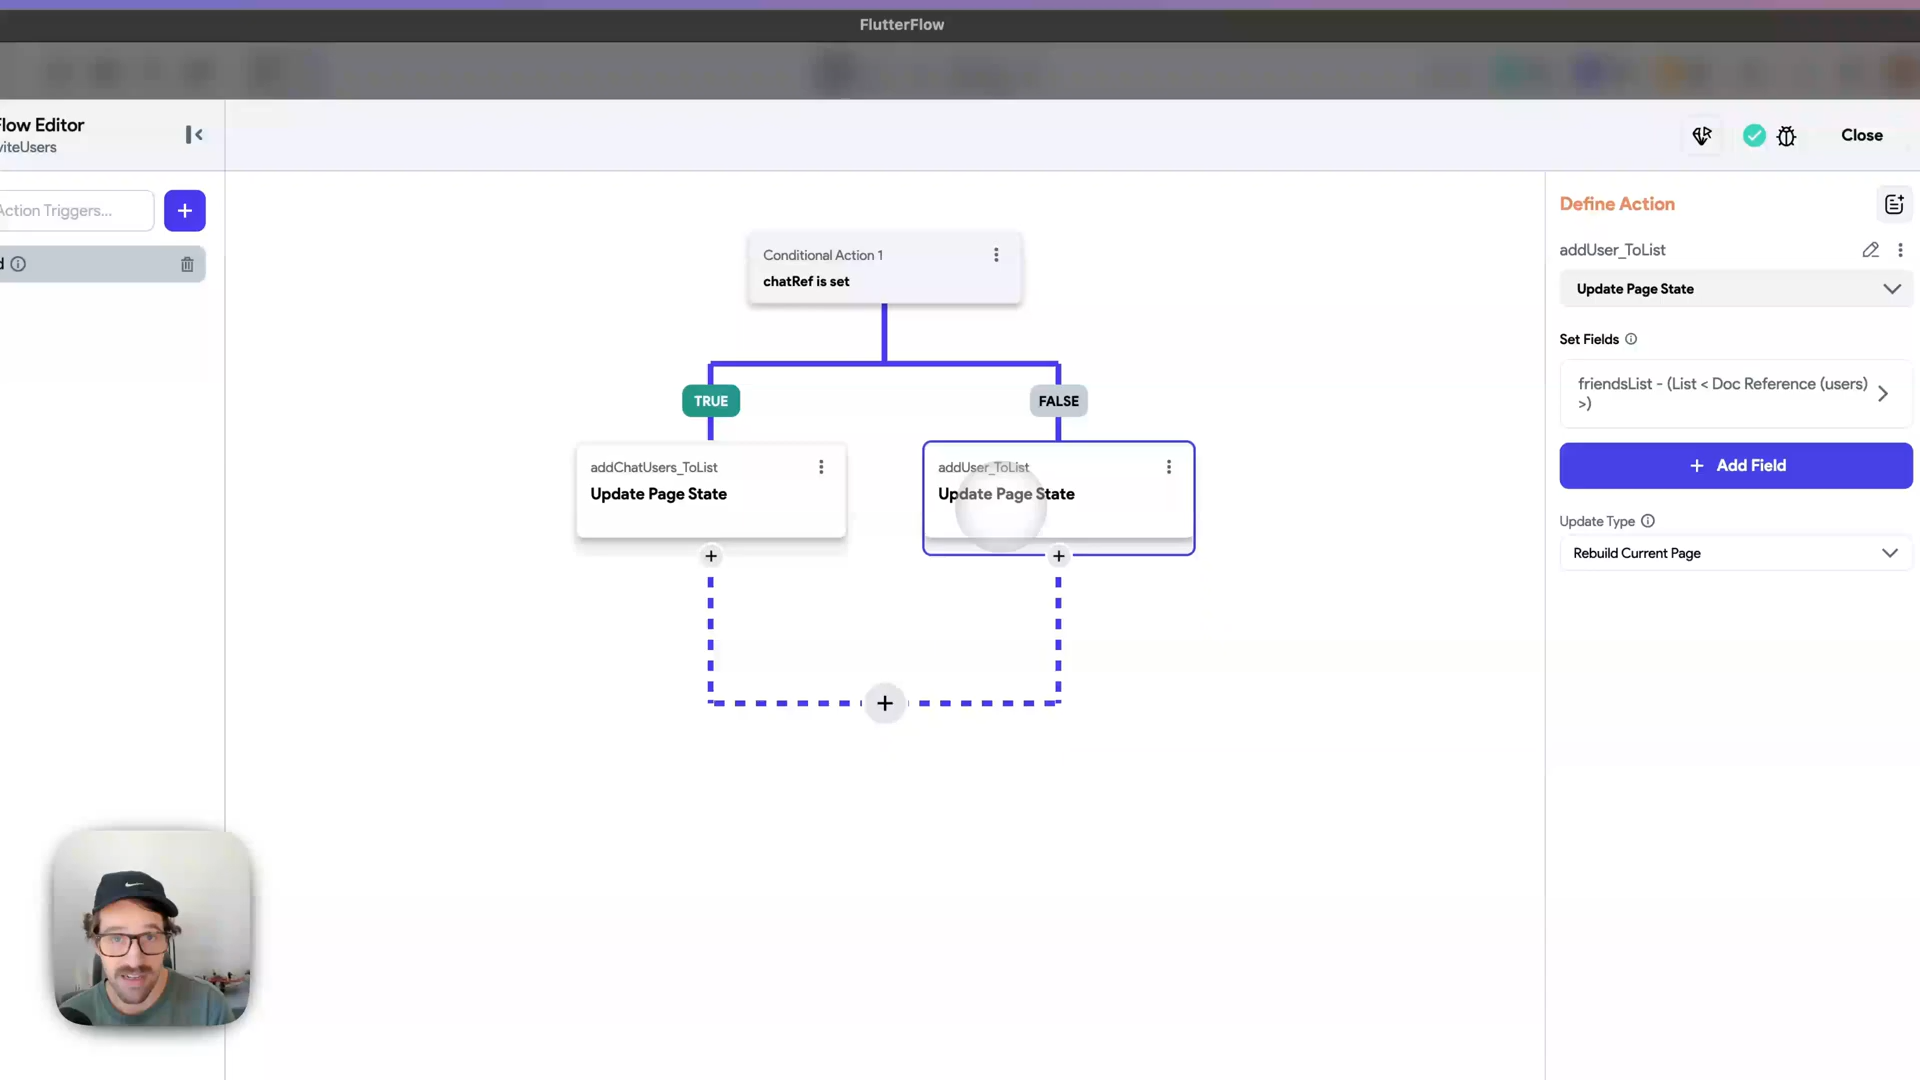 FlutterFlow
Flow Editor
viteUsers
Close
Action Triggers...
d
Define Action
addUser_ToList
Update Page State
Set Fields
friendsList - (List < Doc Reference (users)
>)
Add Field
Update Type
Rebuild Current Page
Conditional Action 1
chatRef is set
TRUE
FALSE
addChatUsers_ToList
Update Page State
addUser_ToList
Update Page State